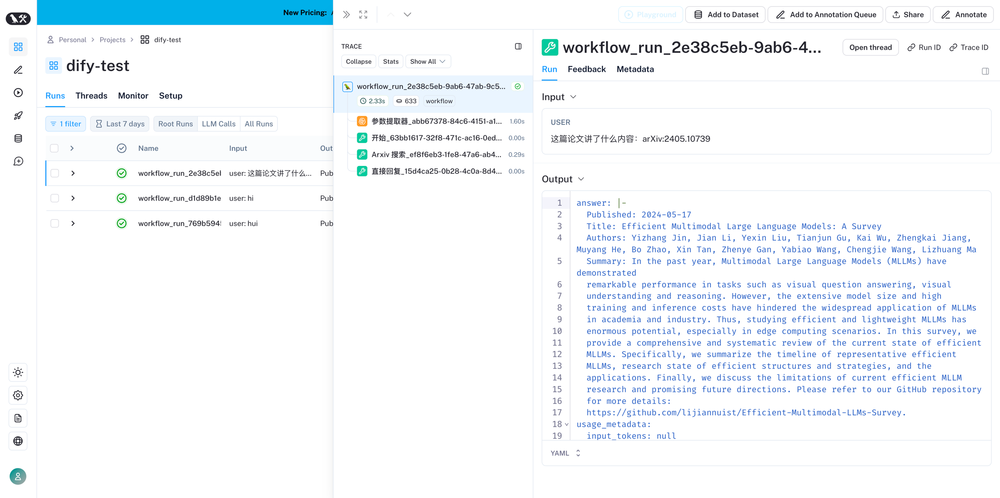 New Pricing:
Personal
Projects
dify-test
dify-test
Runs
Threads
Monitor
Setup
1 filter
Last 7 days
Root Runs
LLM Calls
All Runs
Name
Input
Out
workflow_run_2e38c5e
user: 这篇论文讲了什么...
Pub
workflow_run_d1d89b1e
user: hi
Pub
workflow_run_769b594
user: hui
Pub
Playground
Add to Dataset
Add to Annotation Queue
Share
Annotate
TRACE
Collapse
Stats
Show All
workflow_run_2e38c5eb-9ab6-47ab-9c5...
2.33s
633
workflow
参数提取器_abb67378-84c6-4151-a1...
1.60s
开始_63bb1617-32f8-471c-ac16-0ed...
0.00s
Arxiv 搜索_ef8f6eb3-1fe8-47a6-ab4...
0.29s
直接回复_15d4ca25-0b28-4c0a-8d4...
0.00s
workflow_run_2e38c5eb-9ab6-4...
Open thread
Run ID
Trace ID
Run
Feedback
Metadata
Input
USER
这篇论文讲了什么内容：arXiv:2405.10739
Output
1 answer: |-
2 Published: 2024-05-17
3 Title: Efficient Multimodal Large Language Models: A Survey
4 Authors: Yizhang Jin, Jian Li, Yexin Liu, Tianjun Gu, Kai Wu, Zhengkai Jiang,
Muyang He, Bo Zhao, Xin Tan, Zhenye Gan, Yabiao Wang, Chengjie Wang, Lizhuang Ma
5 Summary: In the past year, Multimodal Large Language Models (MLLMs) have
demonstrated
6 remarkable performance in tasks such as visual question answering, visual
7 understanding and reasoning. However, the extensive model size and high
8 training and inference costs have hindered the widespread application of MLLMs
9 in academia and industry. Thus, studying efficient and lightweight MLLMs has
10 enormous potential, especially in edge computing scenarios. In this survey, we
11 provide a comprehensive and systematic review of the current state of efficient
12 MLLMs. Specifically, we summarize the timeline of representative efficient
13 MLLMs, research state of efficient structures and strategies, and the
14 applications. Finally, we discuss the limitations of current efficient MLLM
15 research and promising future directions. Please refer to our GitHub repository
16 for more details:
17 https://github.com/lijiannuist/Efficient-Multimodal-LLMs-Survey.
18 usage_metadata:
19 input_tokens: null
YAML